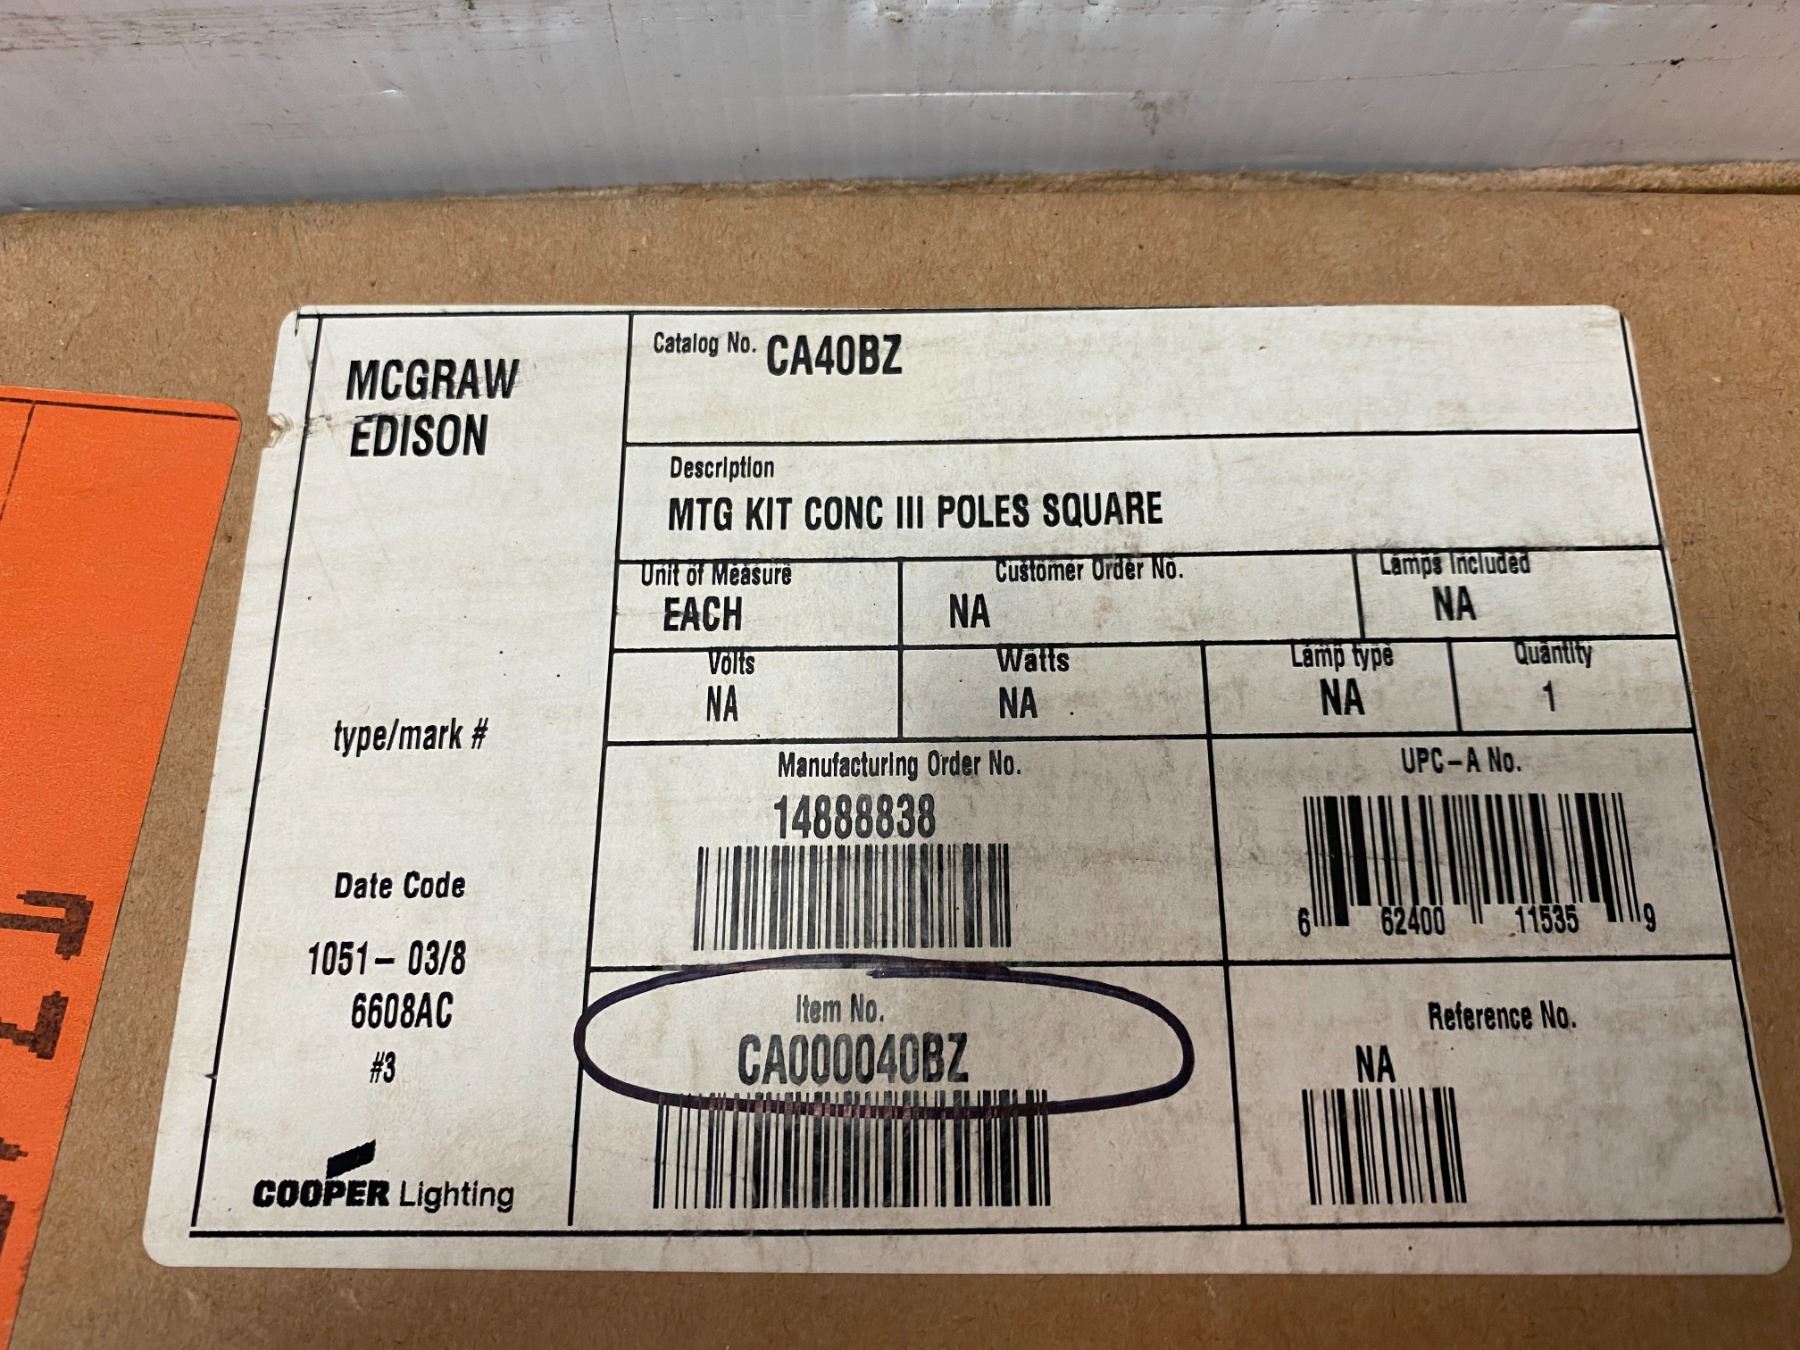 MCGRAW
EDISON
type/mark #
Date Code
1051- 03/8
6608AC
#3
COOPER Lighting
Catalog No. CA40BZ
Description
MTG KIT CONC III POLES SQUARE
Unit of Measure
EACH
Customer Order No.
NA
Lamps Included
NA
Volts
NA
Watts
NA
Lamp type
NA
Quantity
1
Manufacturing Order No.
14888838
UPC-A No.
6 62400 11535 9
Item No.
CA000040BZ
Reference No.
NA